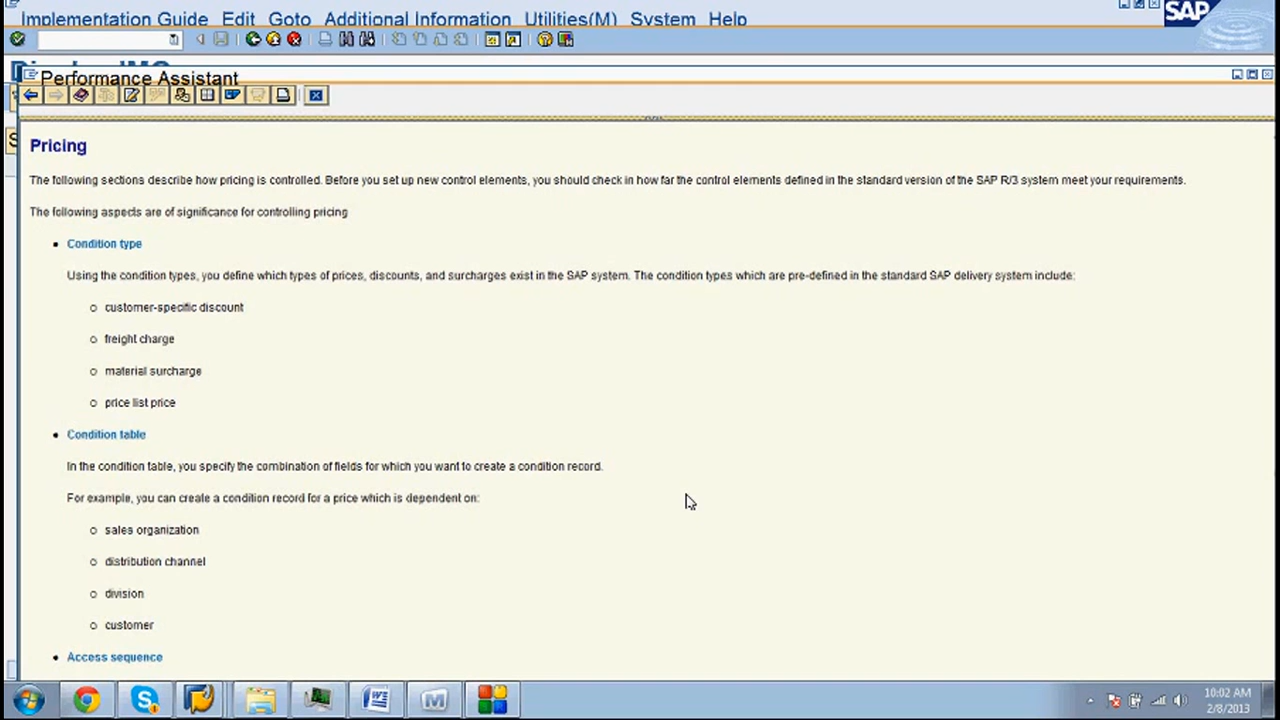 Implementation Guide Edit Goto Additional Information Utilities(M) System Help
SAP
Performance Assistant
Pricing
The following sections describe how pricing is controlled. Before you set up new control elements, you should check in how far the control elements defined in the standard version of the SAP R/3 system meet your requirements.
The following aspects are of significance for controlling pricing
Condition type
Using the condition types, you define which types of prices, discounts, and surcharges exist in the SAP system. The condition types which are pre-defined in the standard SAP delivery system include:
customer-specific discount
freight charge
material surcharge
price list price
Condition table
In the condition table, you specify the combination of fields for which you want to create a condition record.
For example, you can create a condition record for a price which is dependent on:
sales organization
distribution channel
division
customer
Access sequence
10:02 AM
2/8/2013